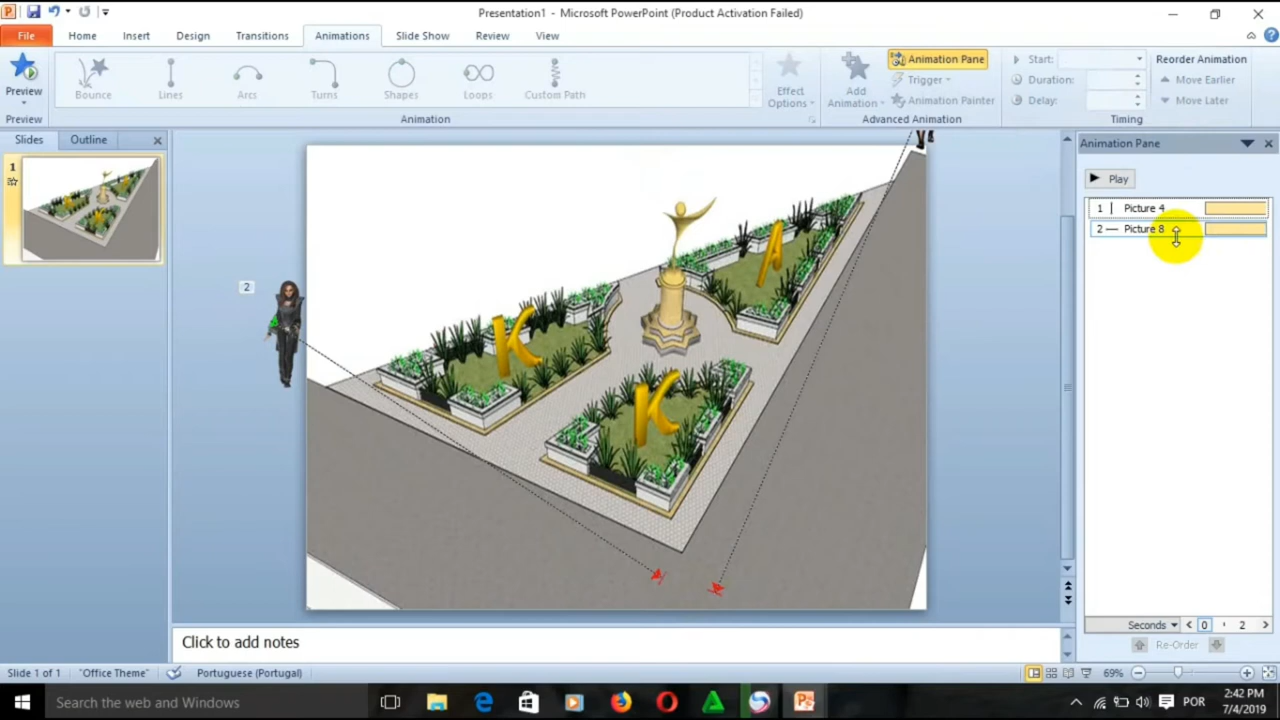 Presentation1 - Microsoft PowerPoint (Product Activation Failed)
File Home Insert Design Transitions Animations Slide Show Review View
Preview
Preview
Bounce Lines Arcs Turns Shapes Loops Custom Path
Animation
Effect Options
Add Animation
Animation Pane
Trigger
Animation Painter
Advanced Animation
Start:
Duration:
Delay:
Timing
Reorder Animation
Move Earlier
Move Later
Slides Outline
1
2
K
A
K
Animation Pane
Play
1 Picture 4
2 Picture 8
Seconds 0 2
Re-Order
Click to add notes
Slide 1 of 1 "Office Theme" Portuguese (Portugal) 69%
Search the web and Windows
POR
2:42 PM
7/4/2019